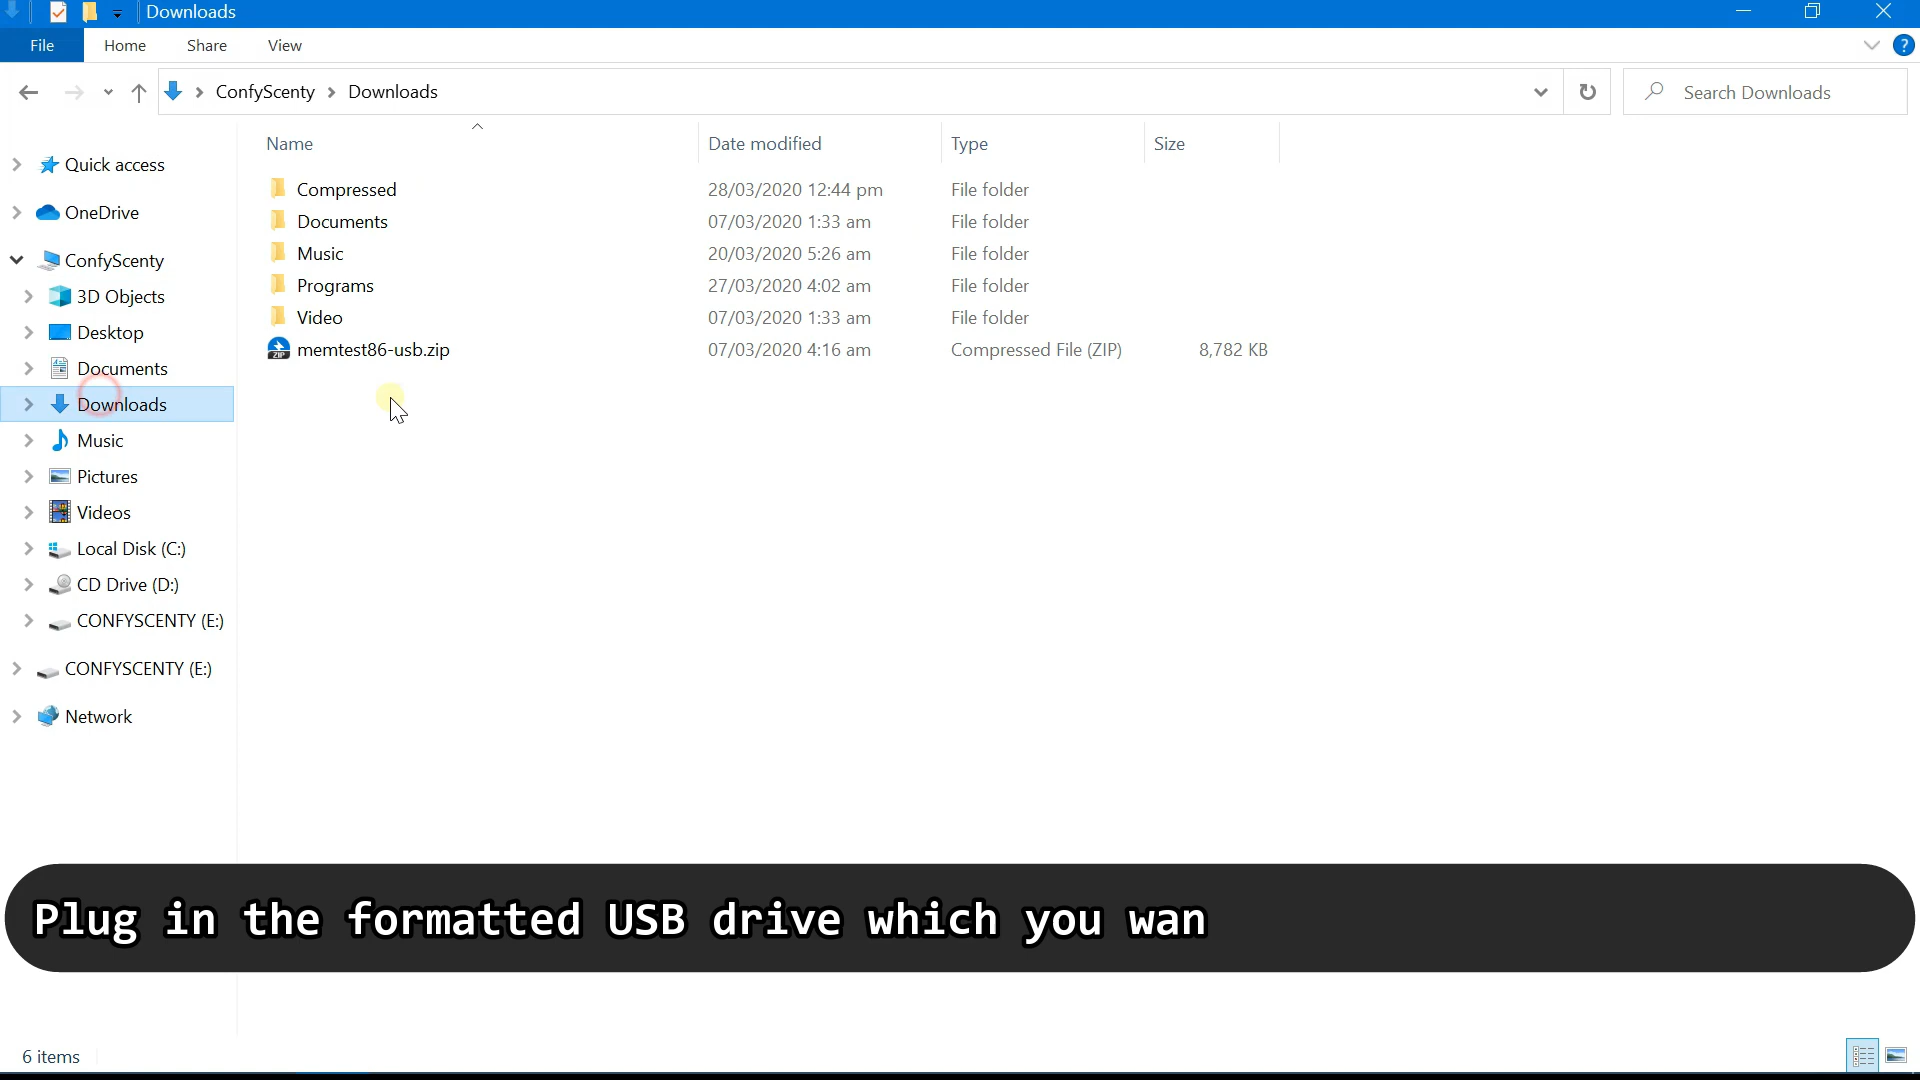 Downloads
File Home Share View
ConfyScenty Downloads Search Downloads
Name Date modified Type Size
Quick access
OneDrive
ConfyScenty
3D Objects
Desktop
Documents
Downloads
Music
Pictures
Videos
Local Disk (C:)
CD Drive (D:)
CONFYSCENTY (E:)
CONFYSCENTY (E:)
Network
Compressed 28/03/2020 12:44 pm File folder
Documents 07/03/2020 1:33 am File folder
Music 20/03/2020 5:26 am File folder
Programs 27/03/2020 4:02 am File folder
Video 07/03/2020 1:33 am File folder
ZIP memtest86-usb.zip 07/03/2020 4:16 am Compressed File (ZIP) 8,782 KB
Plug in the formatted USB drive which you wan
6 items